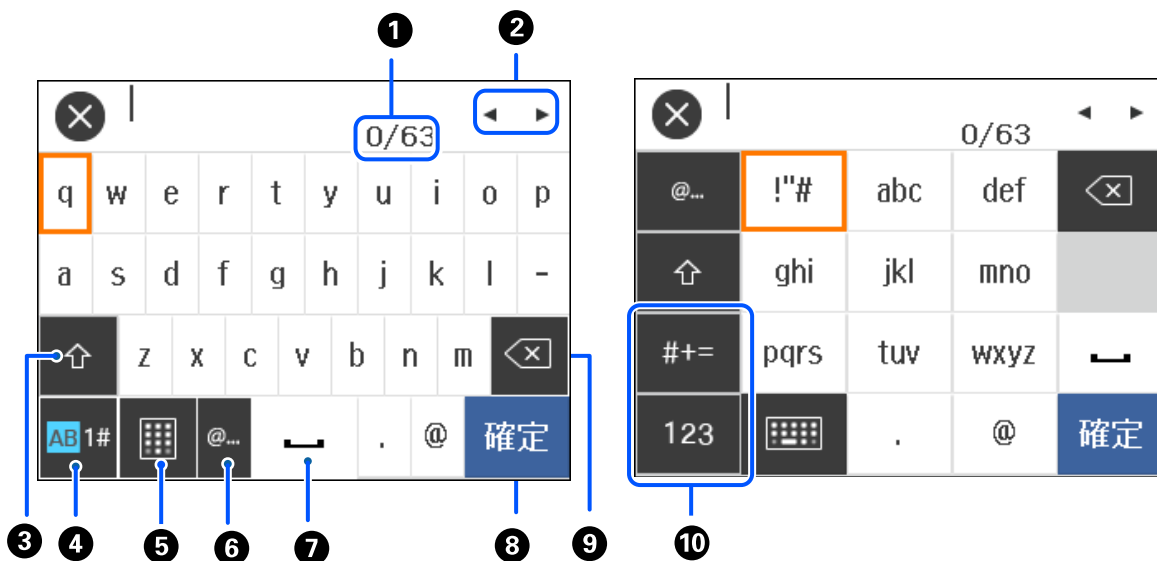 1 2
0/63 0/63
q w e r t y u i o p
@... !"# abc def
a s d f g h j k l -
ghi jkl mno
z x c v b n m
#+= pqrs tuv wxyz
AB 1# @... . @ 確定
123 . @ 確定
3 4 5 6 7 8 9 10